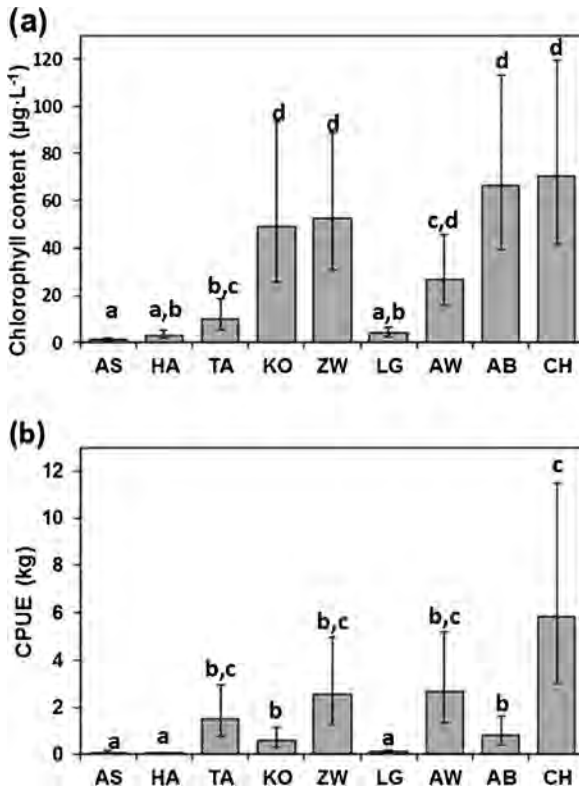 (a)
Chlorophyll content (µg·L⁻¹)
120
100
80
60
40
20
0
a
a,b
b,c
d
d
a,b
c,d
d
d
AS HA TA KO ZW LG AW AB CH
(b)
CPUE (kg)
12
10
8
6
4
2
0
a
a
b,c
b
b,c
a
b,c
b
c
AS HA TA KO ZW LG AW AB CH